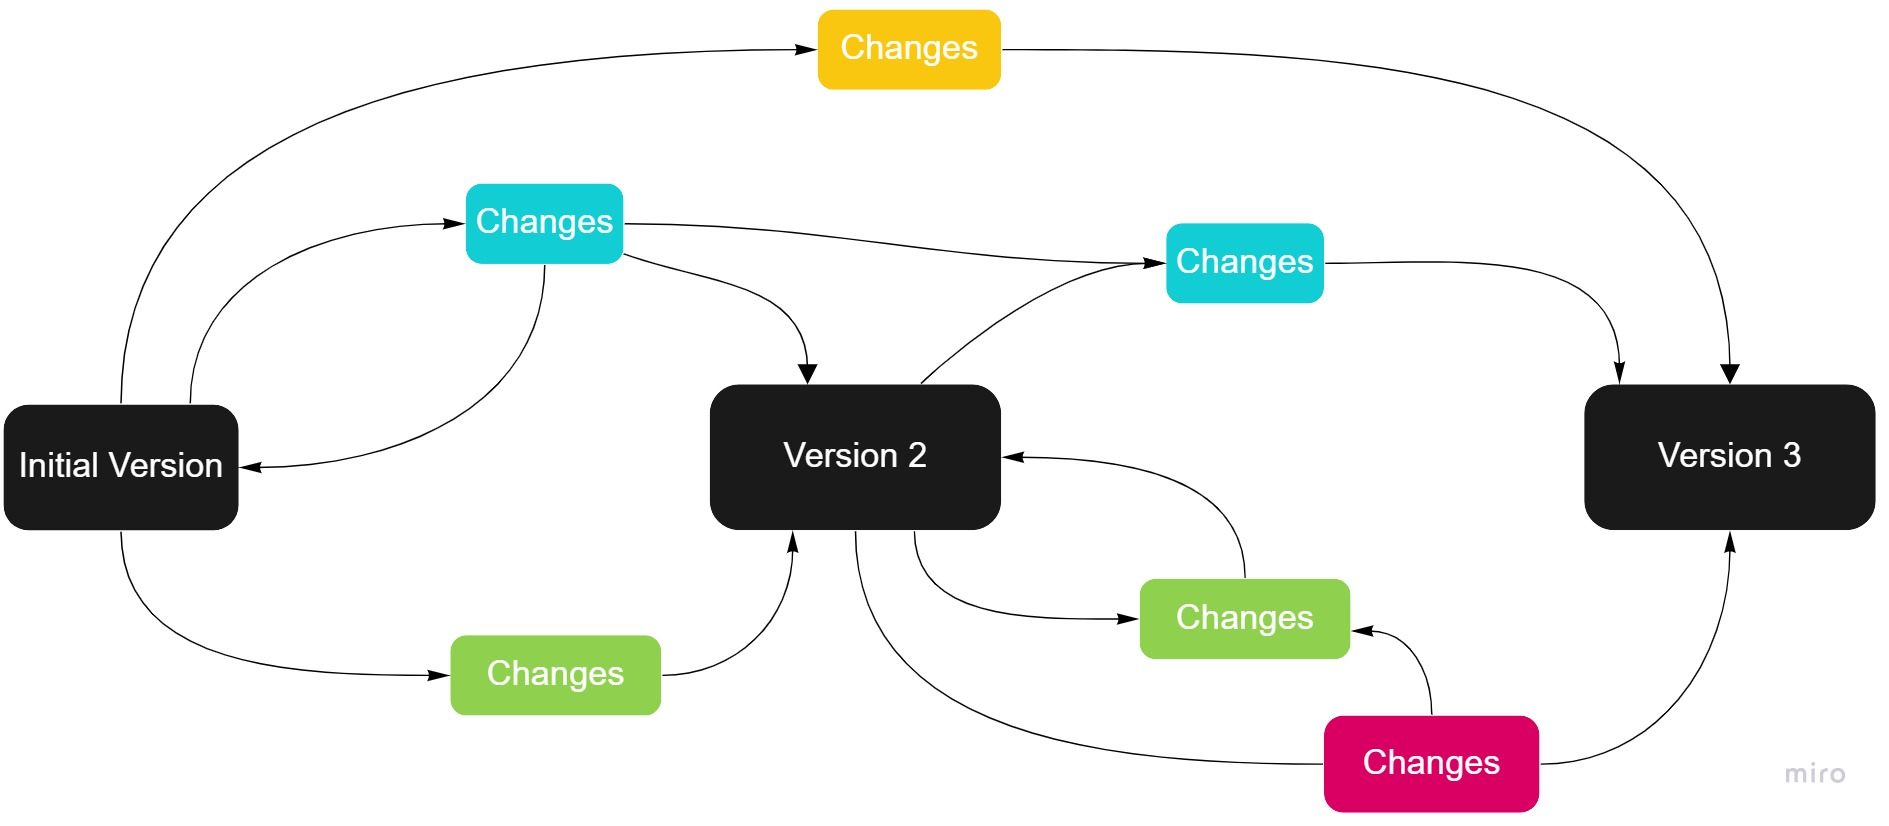 Changes
Changes
Changes
Initial Version
Version 2
Version 3
Changes
Changes
Changes
miro